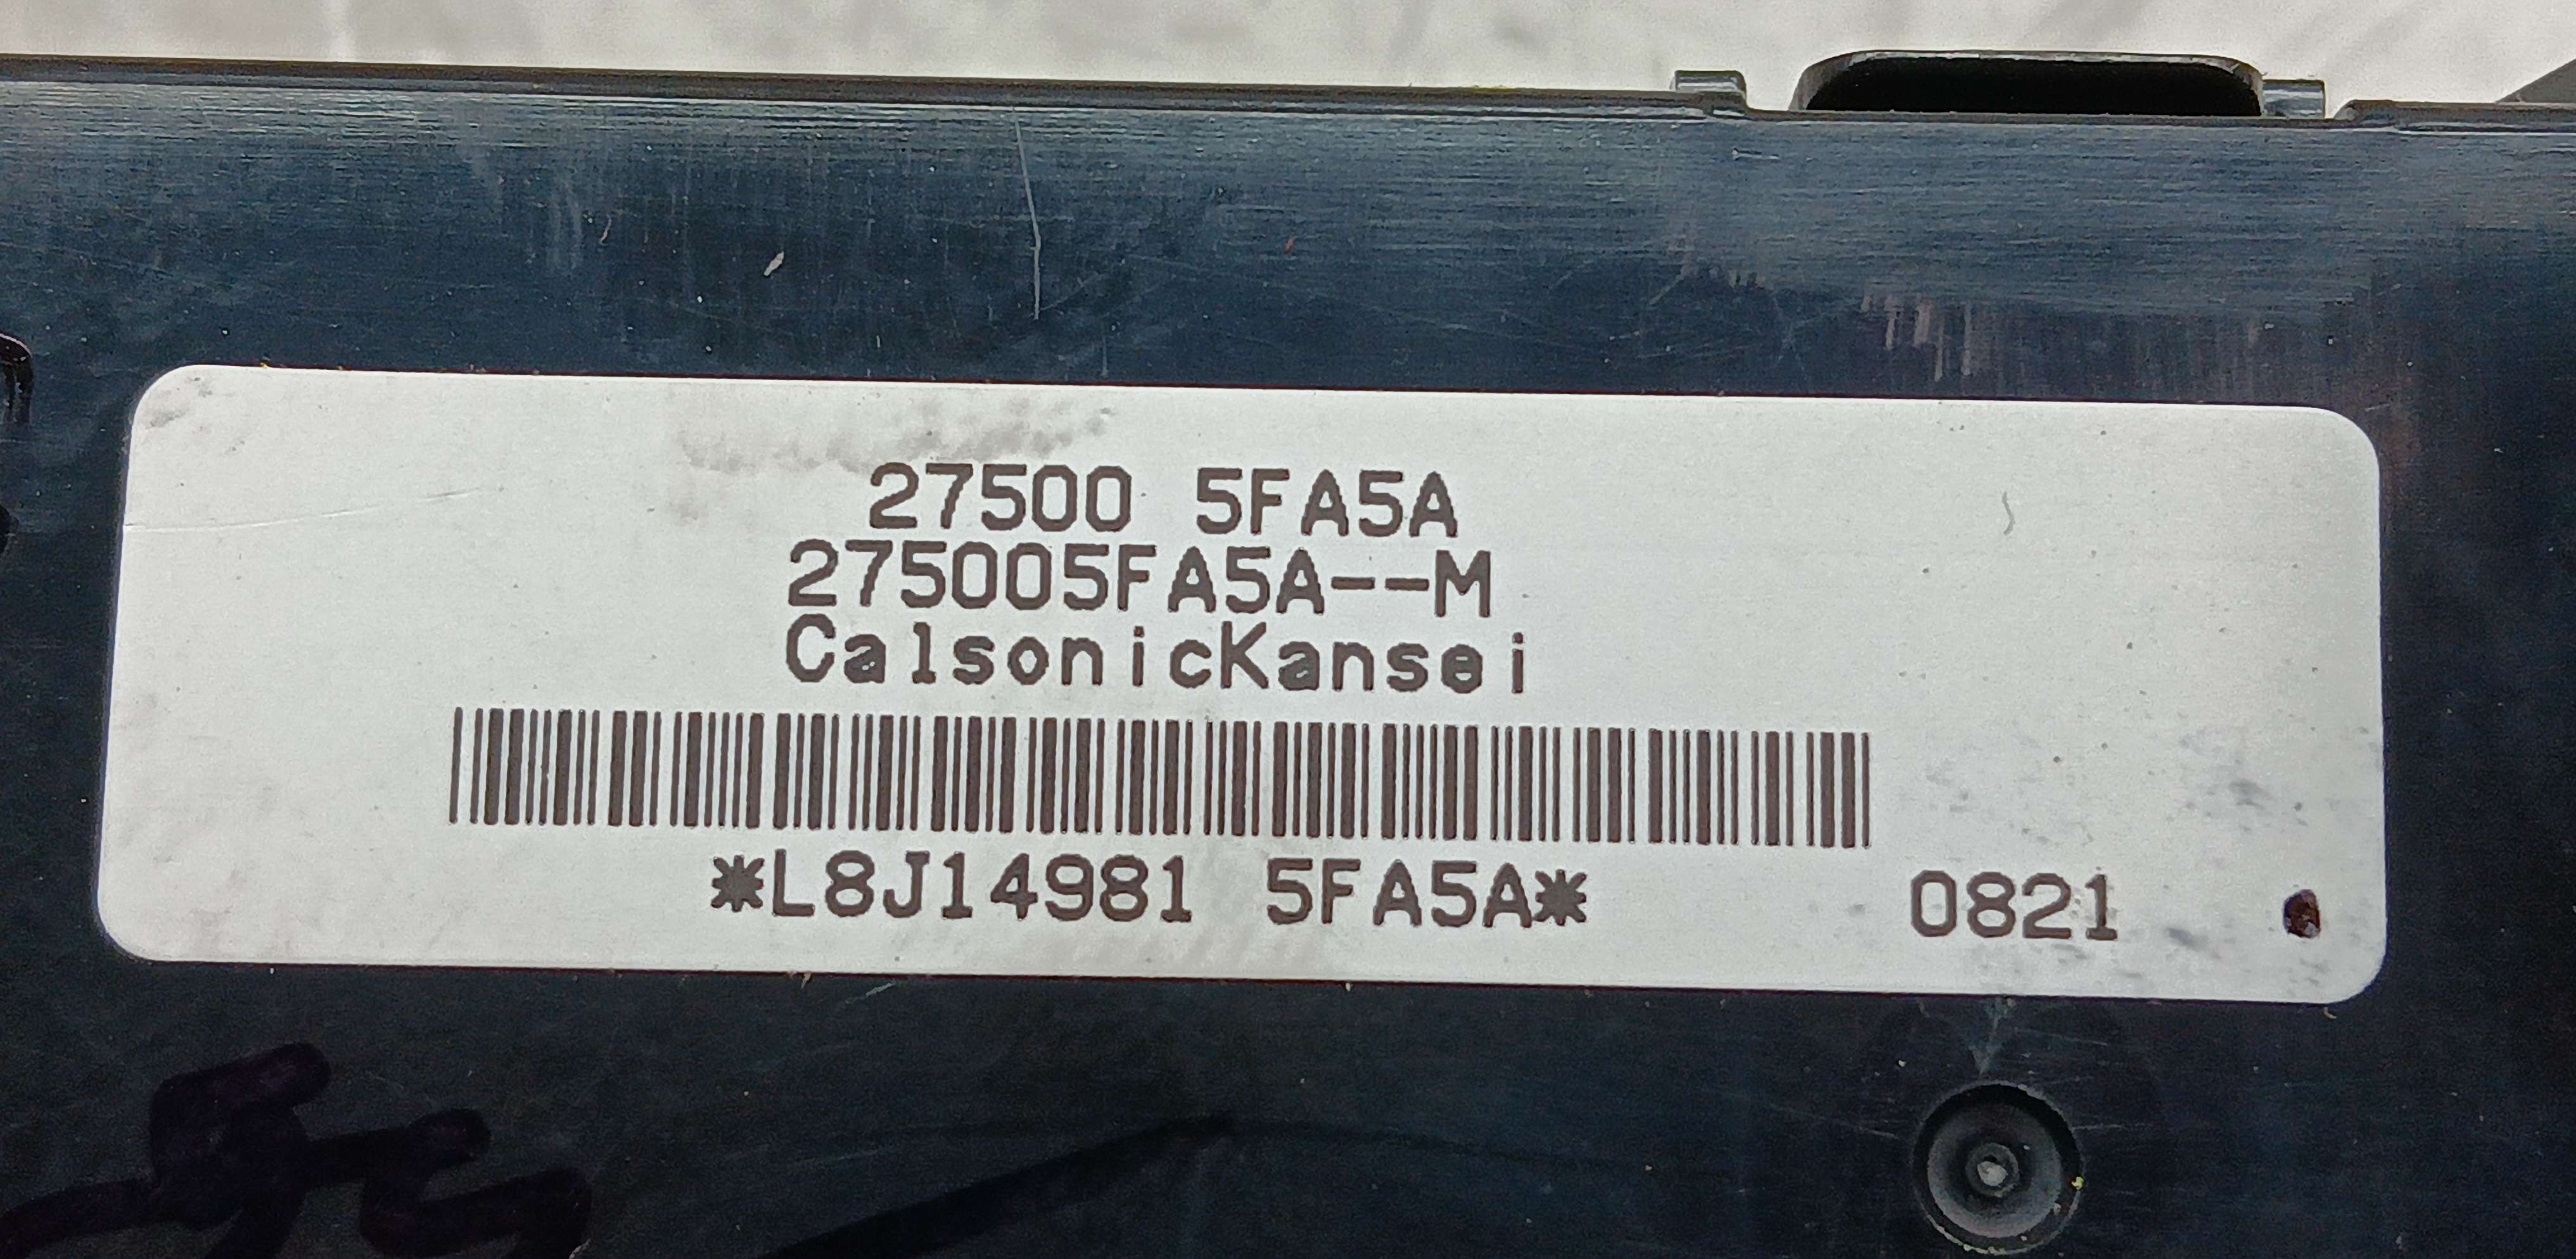 27500 5FA5A
275005FA5A--M
CalsonicKansei
*L8J14981 5FA5A* 0821